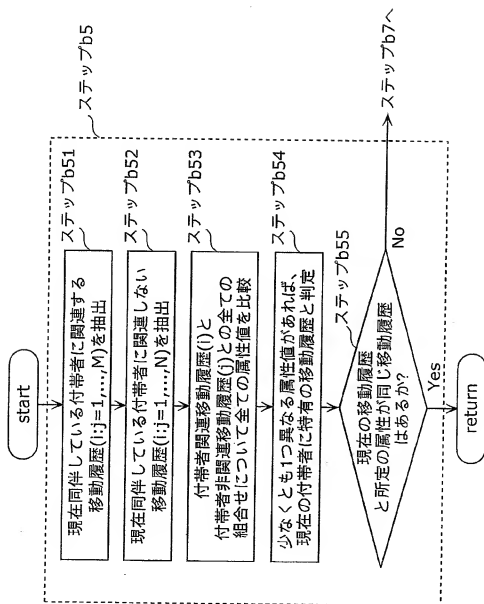 start
ステップb5
ステップb51
現在同伴している付帯者に関連する
移動履歴(i:j=1,...,M)を抽出
ステップb52
現在同伴している付帯者に関連しない
移動履歴(i:j=1,...,N)を抽出
ステップb53
付帯者関連移動履歴(i)と
付帯者非関連移動履歴(j)との全ての
組合せについて全ての属性値を比較
ステップb54
少なくとも1つ異なる属性値があれば、
現在の付帯者に特有の移動履歴と判定
ステップb55
現在の移動履歴
と所定の属性が同じ移動履歴
はあるか?
No
ステップb7へ
Yes
return